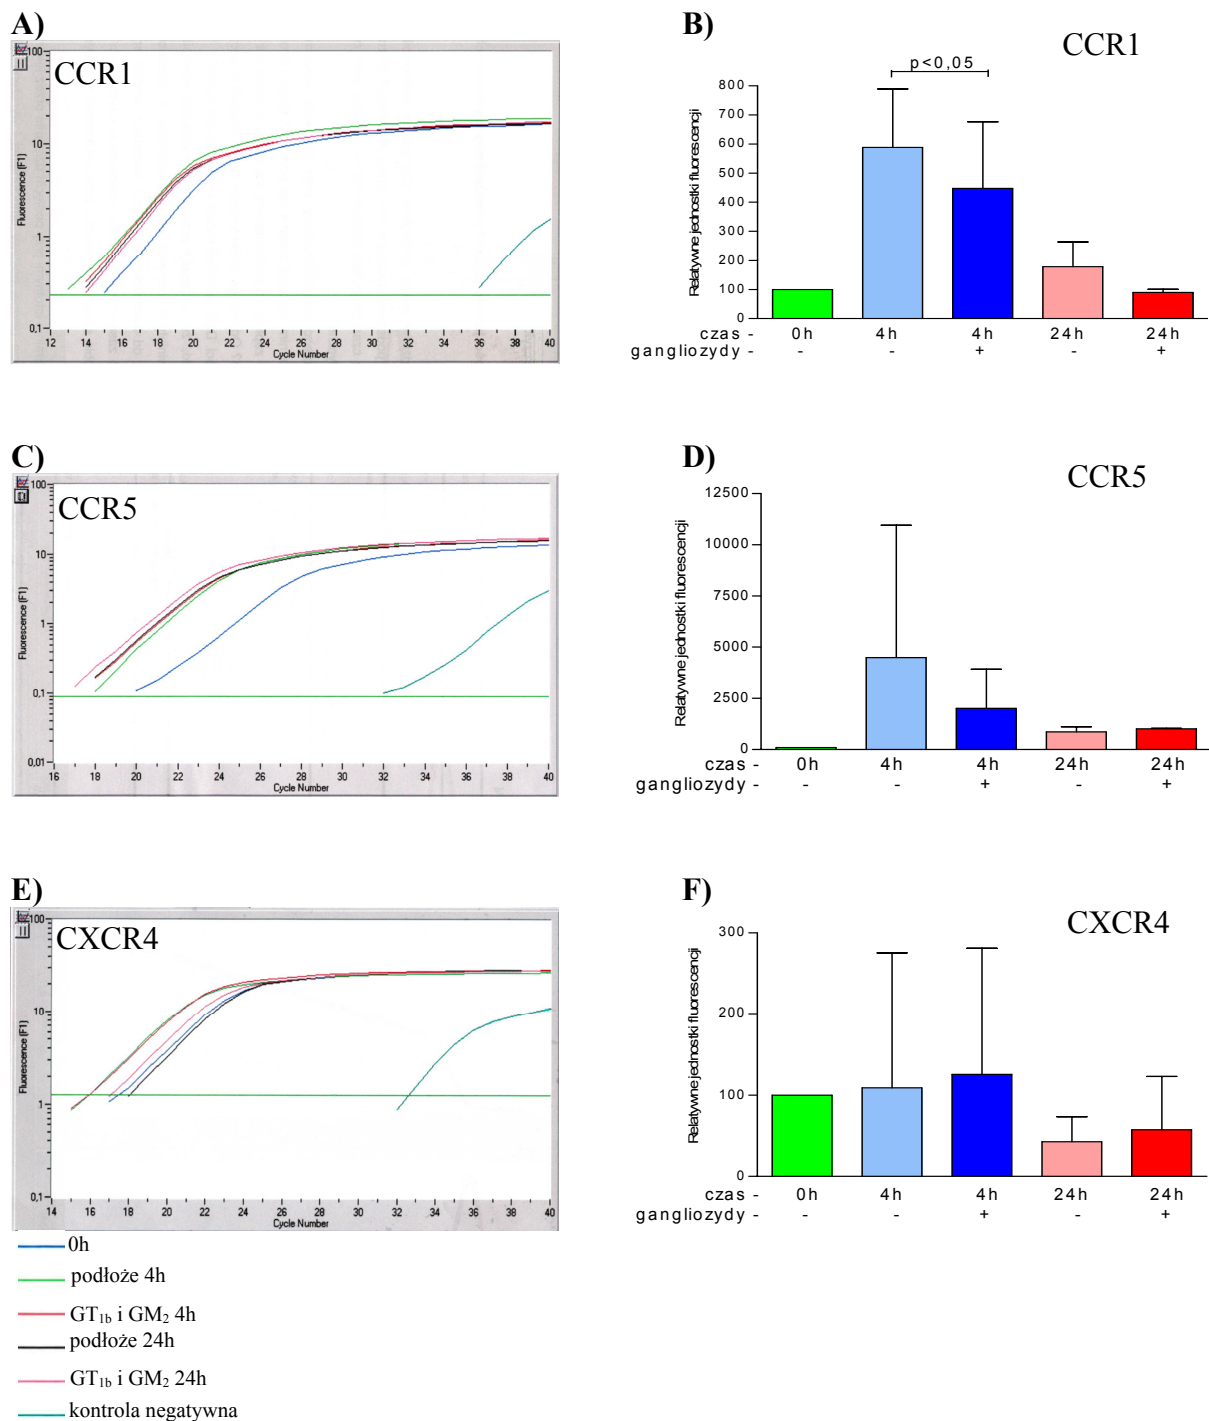 A)
CCR1
100
10
1
0,1
Fluorescence (F1)
12 14 16 18 20 22 24 26 28 30 32 34 36 38 40
Cycle Number
B)
CCR1
p<0,05
Relatywne jednostki fluorescencji
800
700
600
500
400
300
200
100
0
czas - 0h 4h 4h 24h 24h
gangliozydy - - - + - +
C)
CCR5
100
10
1
0,1
0,01
Fluorescence (F1)
16 18 20 22 24 26 28 30 32 34 36 38 40
Cycle Number
D)
CCR5
Relatywne jednostki fluorescencji
12500
10000
7500
5000
2500
0
czas - 0h 4h 4h 24h 24h
gangliozydy - - - + - +
E)
CXCR4
100
10
1
0,1
Fluorescence (F1)
14 16 18 20 22 24 26 28 30 32 34 36 38 40
Cycle Number
F)
CXCR4
Relatywne jednostki fluorescencji
300
200
100
0
czas - 0h 4h 4h 24h 24h
gangliozydy - - - + - +
0h
podłoże 4h
GT1b i GM2 4h
podłoże 24h
GT1b i GM2 24h
kontrola negatywna